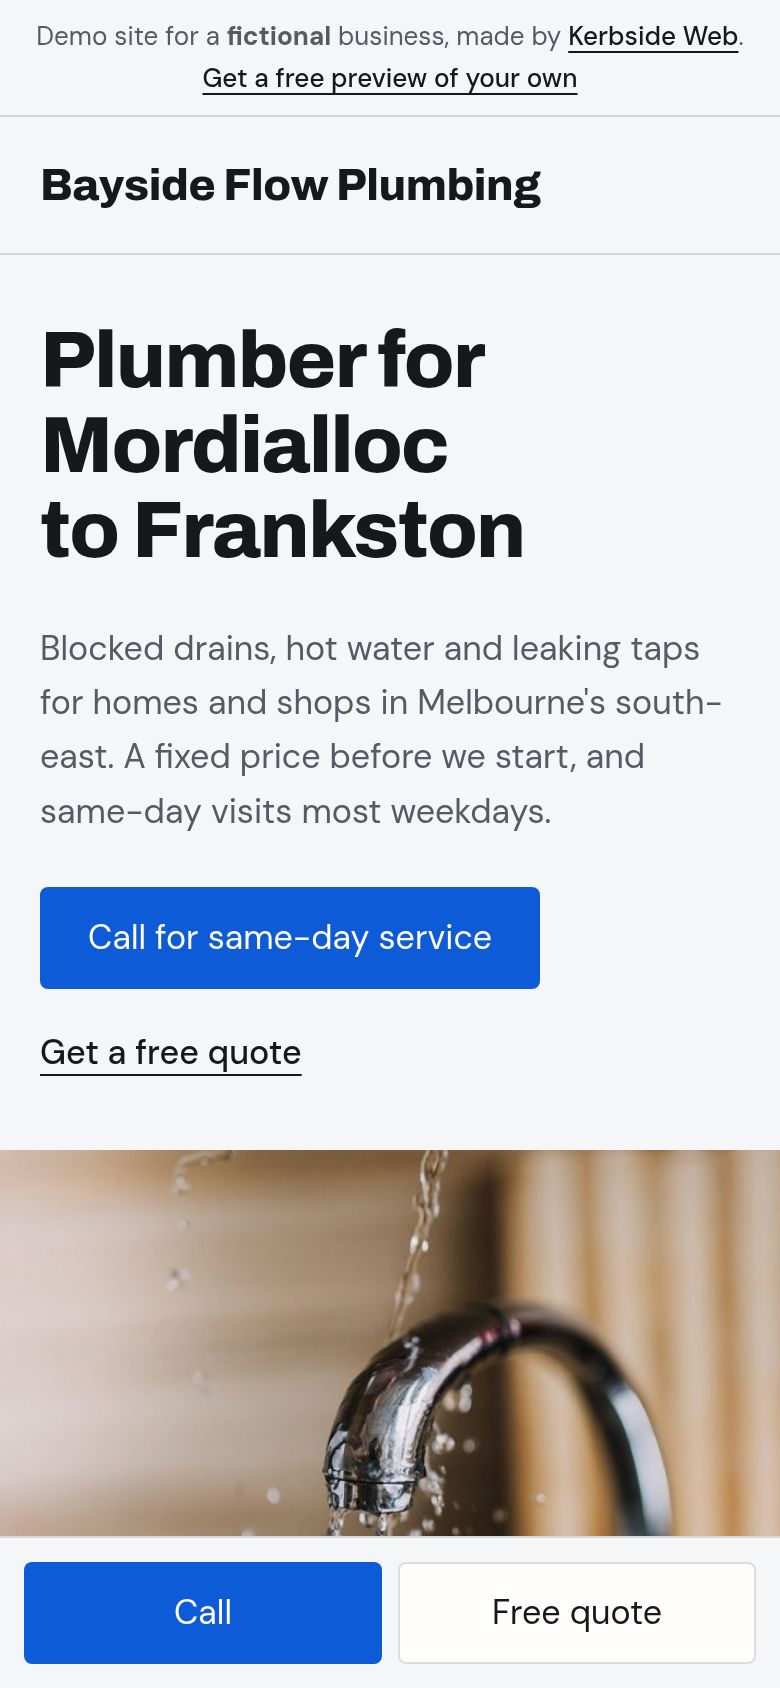 Demo site for a fictional business, made by Kerbside Web.
Get a free preview of your own
Bayside Flow Plumbing
Plumber for
Mordialloc
to Frankston
Blocked drains, hot water and leaking taps
for homes and shops in Melbourne's south-
east. A fixed price before we start, and
same-day visits most weekdays.
Call for same-day service
Get a free quote
Call
Free quote